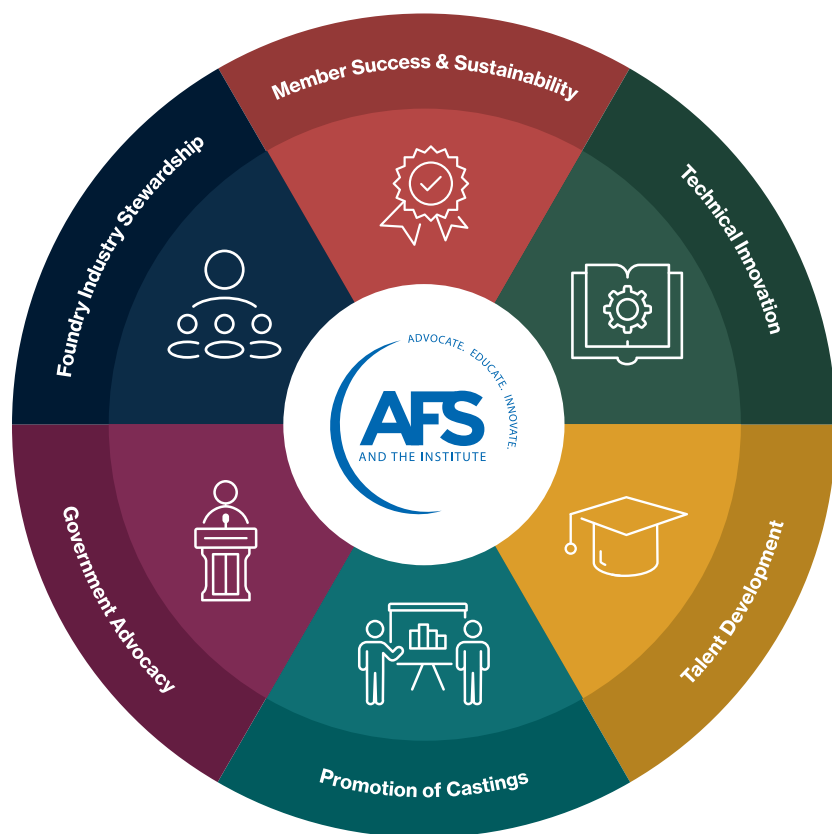 Member Success & Sustainability
Technical Innovation
Talent Development
Promotion of Castings
Government Advocacy
Foundry Industry Stewardship
ADVOCATE. EDUCATE. INNOVATE.
AFS
AND THE INSTITUTE